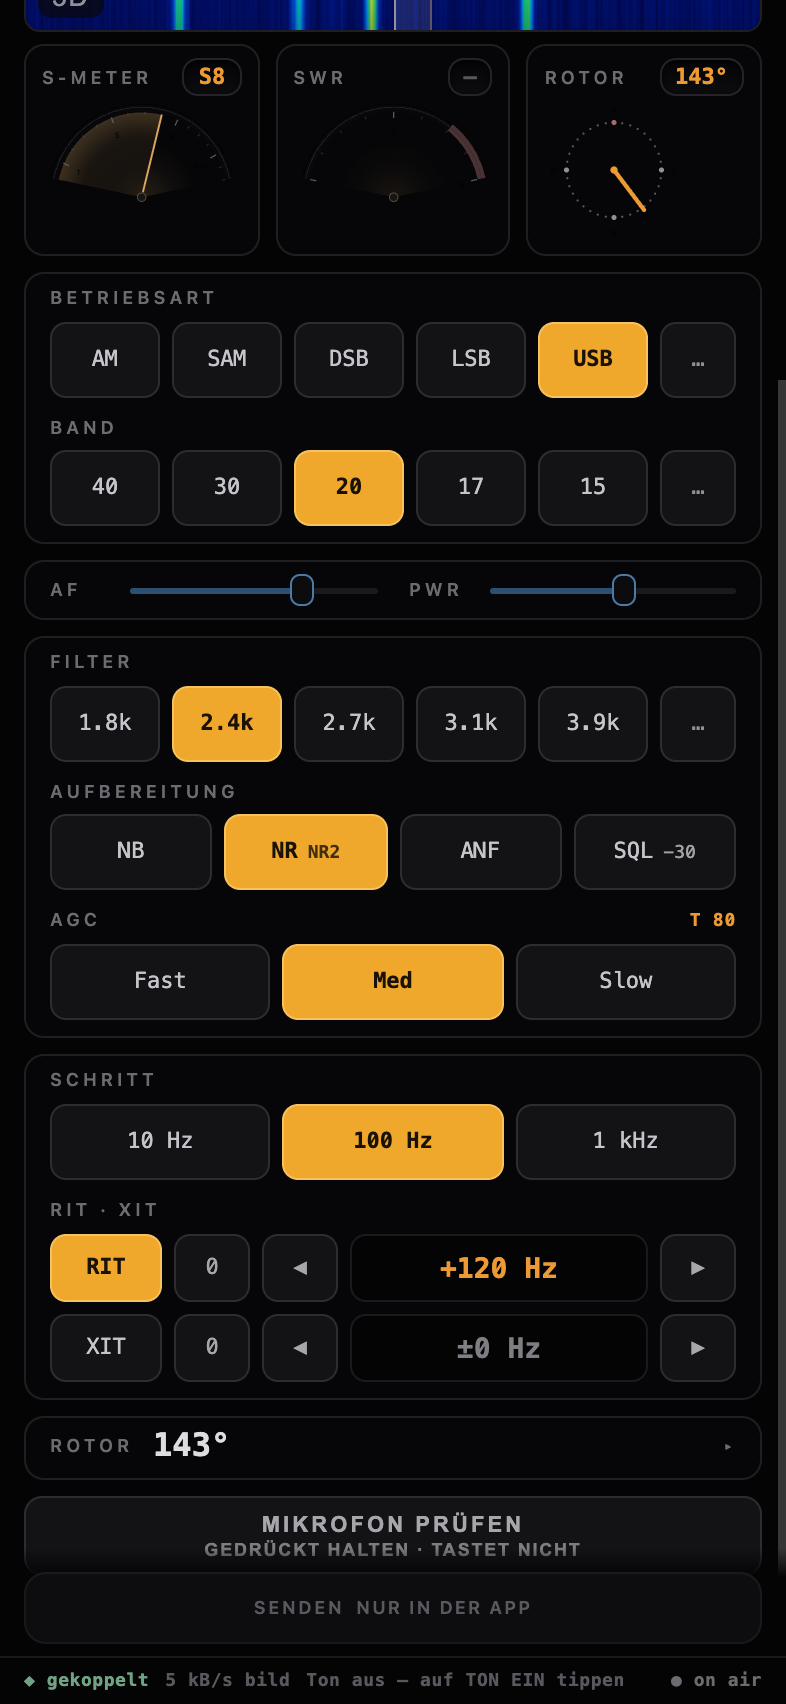 3D
S-METER S8 SWR – ROTOR 143°
BETRIEBSART
AM SAM DSB LSB USB …
BAND
40 30 20 17 15 …
AF PWR
FILTER
1.8k 2.4k 2.7k 3.1k 3.9k …
AUFBEREITUNG
NB NR NR2 ANF SQL −30
AGC T 80
Fast Med Slow
SCHRITT
10 Hz 100 Hz 1 kHz
RIT · XIT
RIT 0 ◀ +120 Hz ▶
XIT 0 ◀ ±0 Hz ▶
ROTOR 143° ▸
MIKROFON PRÜFEN
GEDRÜCKT HALTEN · TASTET NICHT
SENDEN NUR IN DER APP
◆ gekoppelt 5 kB/s bild Ton aus – auf TON EIN tippen ● on air